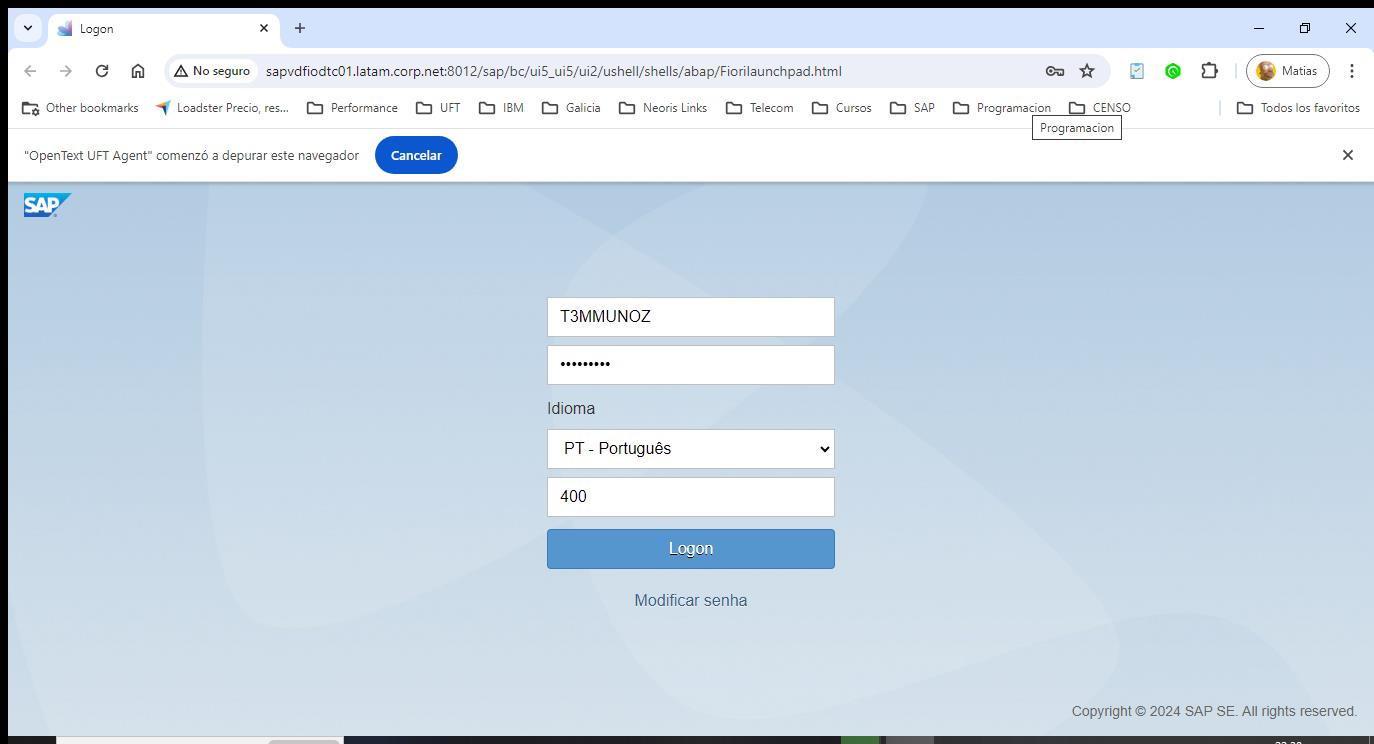 Logon
No seguro
sapvdfiodtc01.latam.corp.net:8012/sap/bc/ui5_ui5/ui2/ushell/shells/abap/Fiorilaunchpad.html
Matias
Other bookmarks
Loadster Precio, res...
Performance
UFT
IBM
Galicia
Neoris Links
Telecom
Cursos
SAP
Programacion
CENSO
Todos los favoritos
Programacion
"OpenText UFT Agent" comenzó a depurar este navegador
Cancelar
SAP
T3MMUNOZ
•••••••••
Idioma
PT - Português
400
Logon
Modificar senha
Copyright © 2024 SAP SE. All rights reserved.